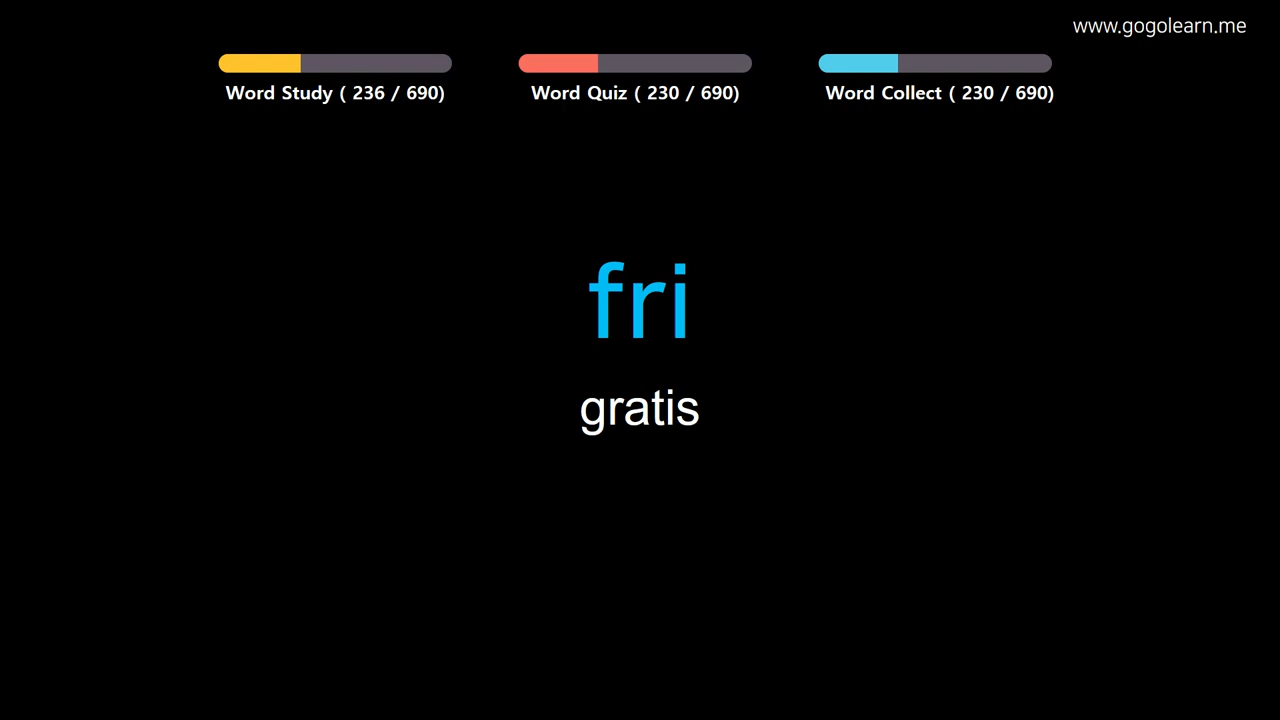 www.gogolearn.me
Word Study ( 236 / 690)
Word Quiz ( 230 / 690)
Word Collect ( 230 / 690)
fri
gratis